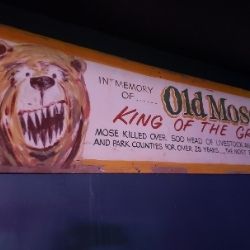 IN MEMORY
OF ......
Old Mos
KING OF THE GR
MOSE KILLED OVER 500 HEAD OF LIVESTOCK
AND PARK COUNTIES FOR OVER 25 YEARS... THE MOST